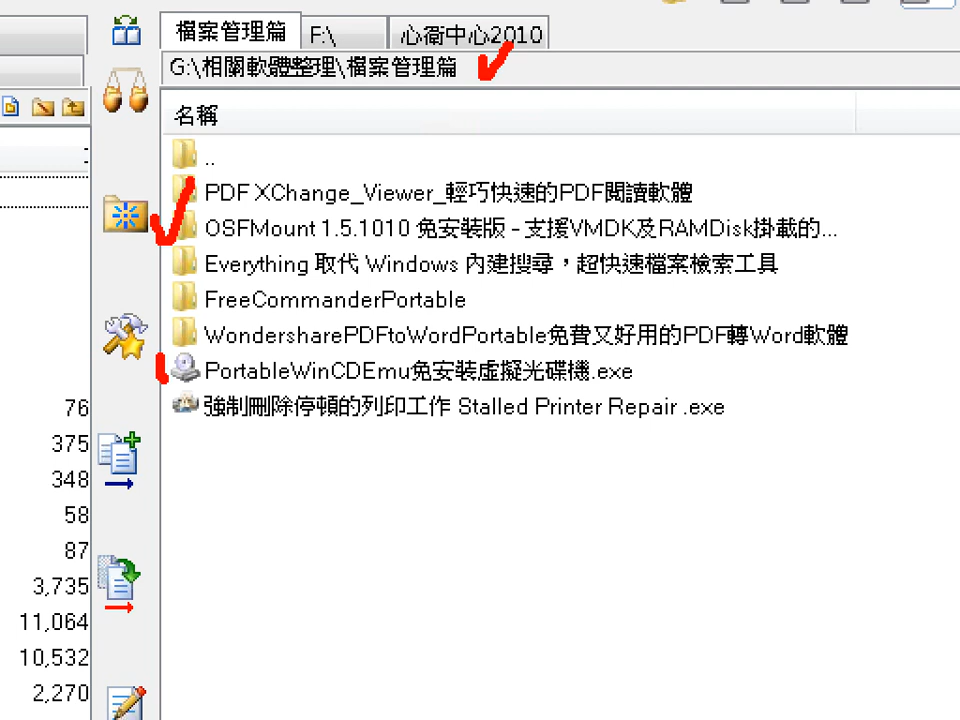 檔案管理篇
F:\
心衛中心2010
G:\相關軟體整理\檔案管理篇
名稱
..
PDF XChange_Viewer_輕巧快速的PDF閱讀軟體
OSFMount 1.5.1010 免安裝版 - 支援VMDK及RAMDisk掛載的...
Everything 取代 Windows 內建搜尋，超快速檔案檢索工具
FreeCommanderPortable
WondersharePDFtoWordPortable免費又好用的PDF轉Word軟體
PortableWinCDEmu免安裝虛擬光碟機.exe
強制刪除停頓的列印工作 Stalled Printer Repair .exe
76
375
348
58
87
3,735
11,064
10,532
2,270